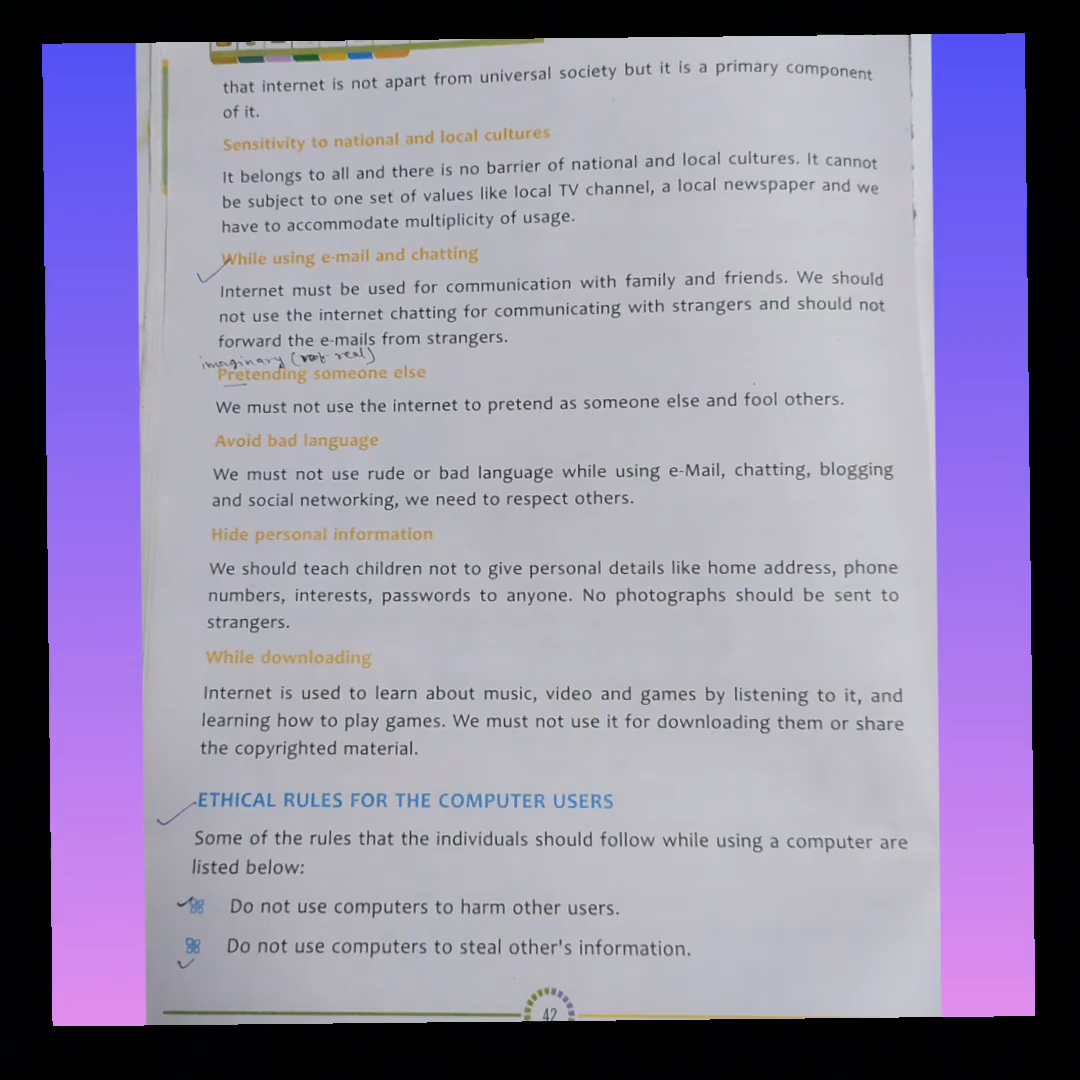 that internet is not apart from universal society but it is a primary component
of it.
Sensitivity to national and local cultures
It belongs to all and there is no barrier of national and local cultures. It cannot
be subject to one set of values like local TV channel, a local newspaper and we
have to accommodate multiplicity of usage.
While using e-mail and chatting
Internet must be used for communication with family and friends. We should
not use the internet chatting for communicating with strangers and should not
forward the e-mails from strangers.
imaginary (not real)
Pretending someone else
We must not use the internet to pretend as someone else and fool others.
Avoid bad language
We must not use rude or bad language while using e-Mail, chatting, blogging
and social networking, we need to respect others.
Hide personal information
We should teach children not to give personal details like home address, phone
numbers, interests, passwords to anyone. No photographs should be sent to
strangers.
While downloading
Internet is used to learn about music, video and games by listening to it, and
learning how to play games. We must not use it for downloading them or share
the copyrighted material.
ETHICAL RULES FOR THE COMPUTER USERS
Some of the rules that the individuals should follow while using a computer are
listed below:
Do not use computers to harm other users.
Do not use computers to steal other's information.
42